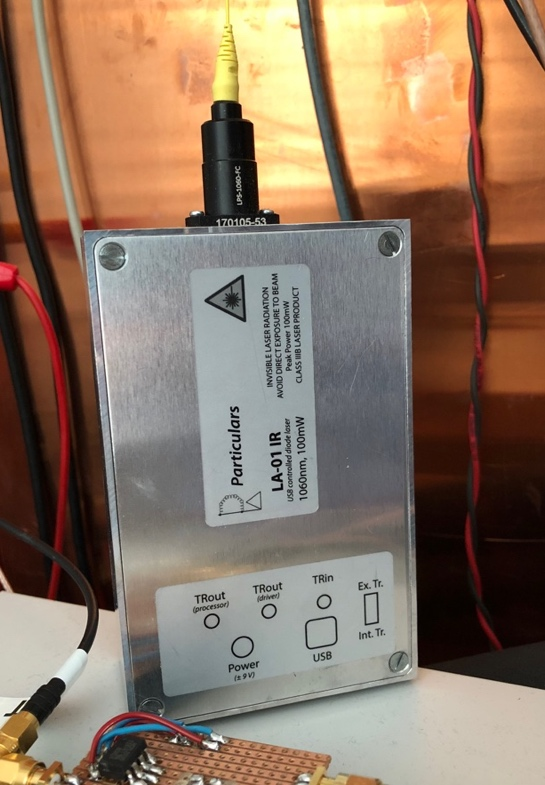 LPS-1060-FC
170105-53
INVISIBLE LASER RADIATION
AVOID DIRECT EXPOSURE TO BEAM
Peak Power 100mW
CLASS IIIB LASER PRODUCT
Particulars
LA-01 IR
USB controlled diode laser
1060nm, 100mW
TRout
(processor)
TRout
(driver)
TRin
Ex. Tr.
Power
(± 9 V)
USB
Int. Tr.